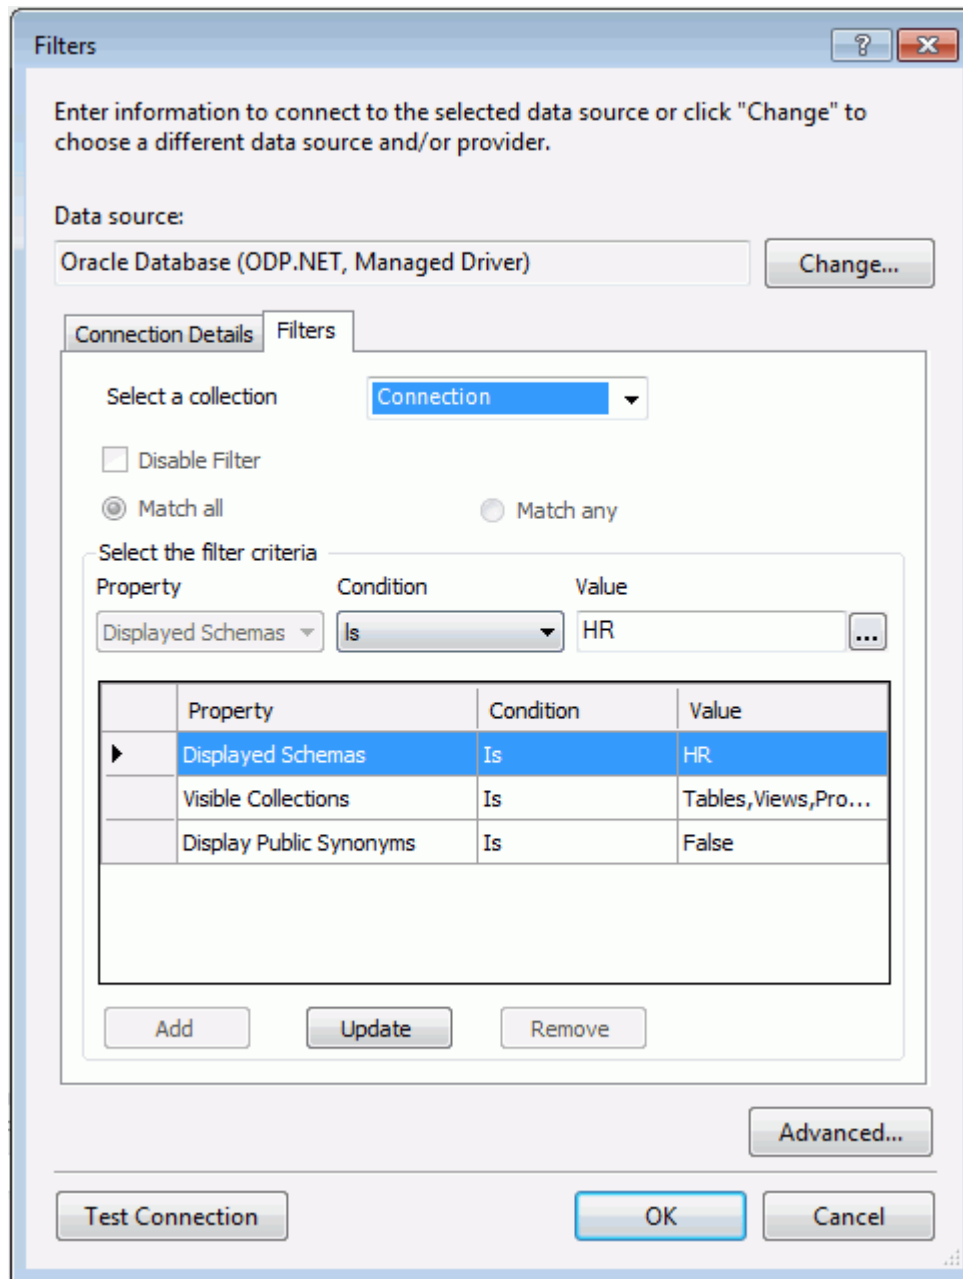 Filters
Enter information to connect to the selected data source or click "Change" to
choose a different data source and/or provider.
Data source:
Oracle Database (ODP.NET, Managed Driver)
Change...
Connection Details
Filters
Select a collection
Connection
Disable Filter
Match all
Match any
Select the filter criteria
Property Condition Value
Displayed Schemas Is HR ...
Property Condition Value
Displayed Schemas Is HR
Visible Collections Is Tables,Views,Pro...
Display Public Synonyms Is False
Add Update Remove
Advanced...
Test Connection OK Cancel